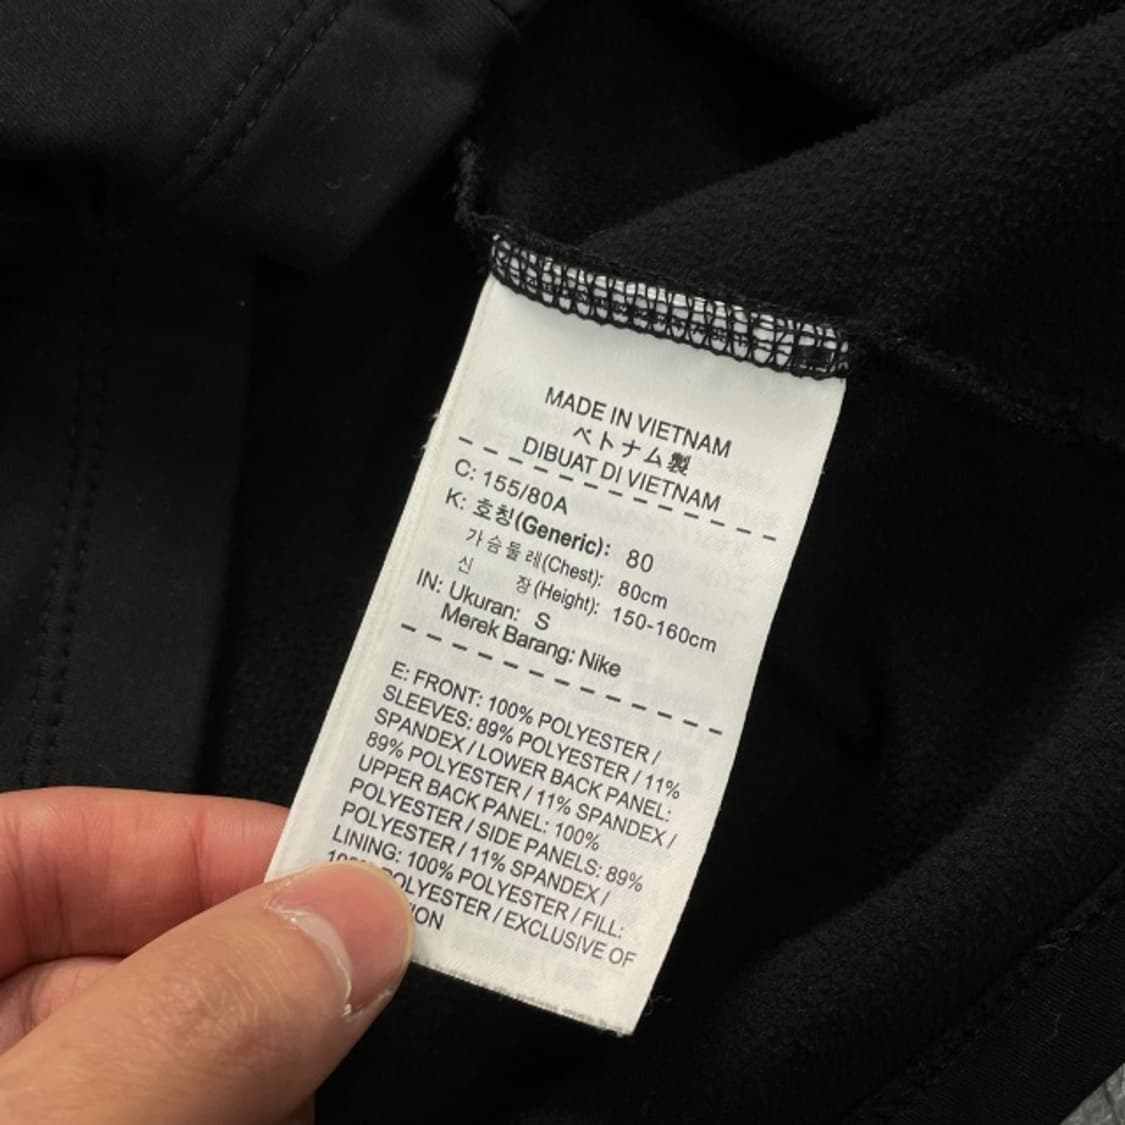 MADE IN VIETNAM
ベトナム製
DIBUAT DI VIETNAM
C: 155/80A
K: 호칭(Generic): 80
가슴둘레(Chest): 80cm
신 장(Height): 150-160cm
IN: Ukuran: S
Merek Barang: Nike
E: FRONT: 100% POLYESTER /
SLEEVES: 89% POLYESTER / 11%
SPANDEX / LOWER BACK PANEL:
89% POLYESTER / 11% SPANDEX /
UPPER BACK PANEL: 100%
POLYESTER / SIDE PANELS: 89%
POLYESTER / 11% SPANDEX /
LINING: 100% POLYESTER / FILL:
100% POLYESTER / EXCLUSIVE OF